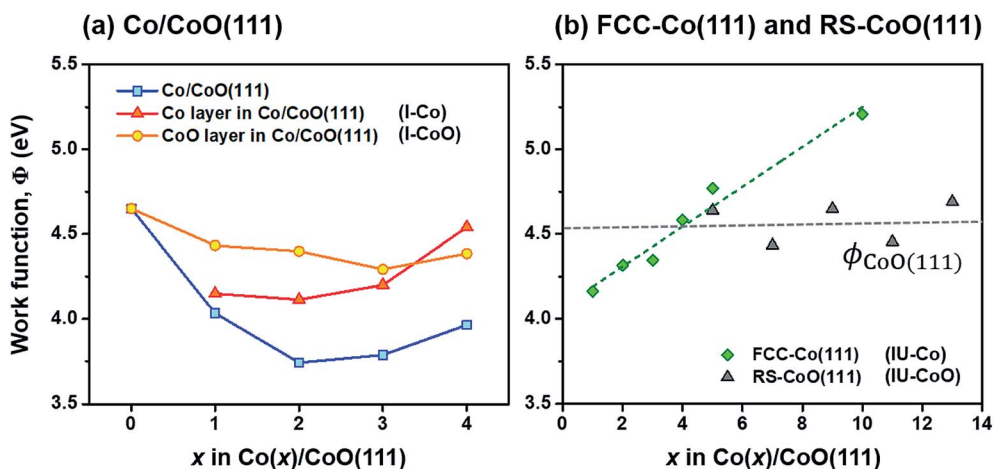 (a) Co/CoO(111)
5.5
5.0
4.5
4.0
3.5
Work function, Φ (eV)
Co/CoO(111)
Co layer in Co/CoO(111) (I-Co)
CoO layer in Co/CoO(111) (I-CoO)
0 1 2 3 4
x in Co(x)/CoO(111)
(b) FCC-Co(111) and RS-CoO(111)
5.5
5.0
4.5
4.0
3.5
ϕCoO(111)
FCC-Co(111) (IU-Co)
RS-CoO(111) (IU-CoO)
0 2 4 6 8 10 12 14
x in Co(x)/CoO(111)